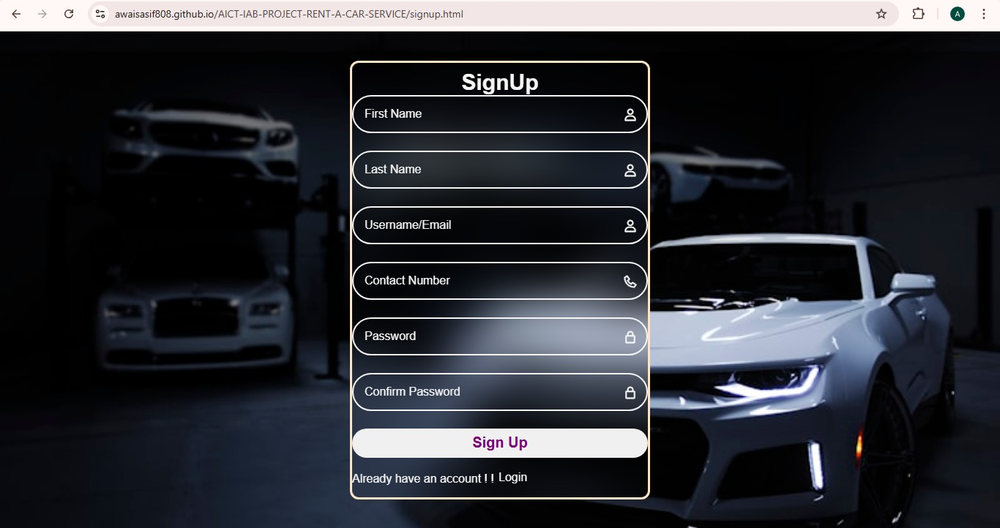 awaisasif808.github.io/AICT-IAB-PROJECT-RENT-A-CAR-SERVICE/signup.html
A
SignUp
First Name
Last Name
Username/Email
Contact Number
Password
Confirm Password
Sign Up
Already have an account ! ! Login